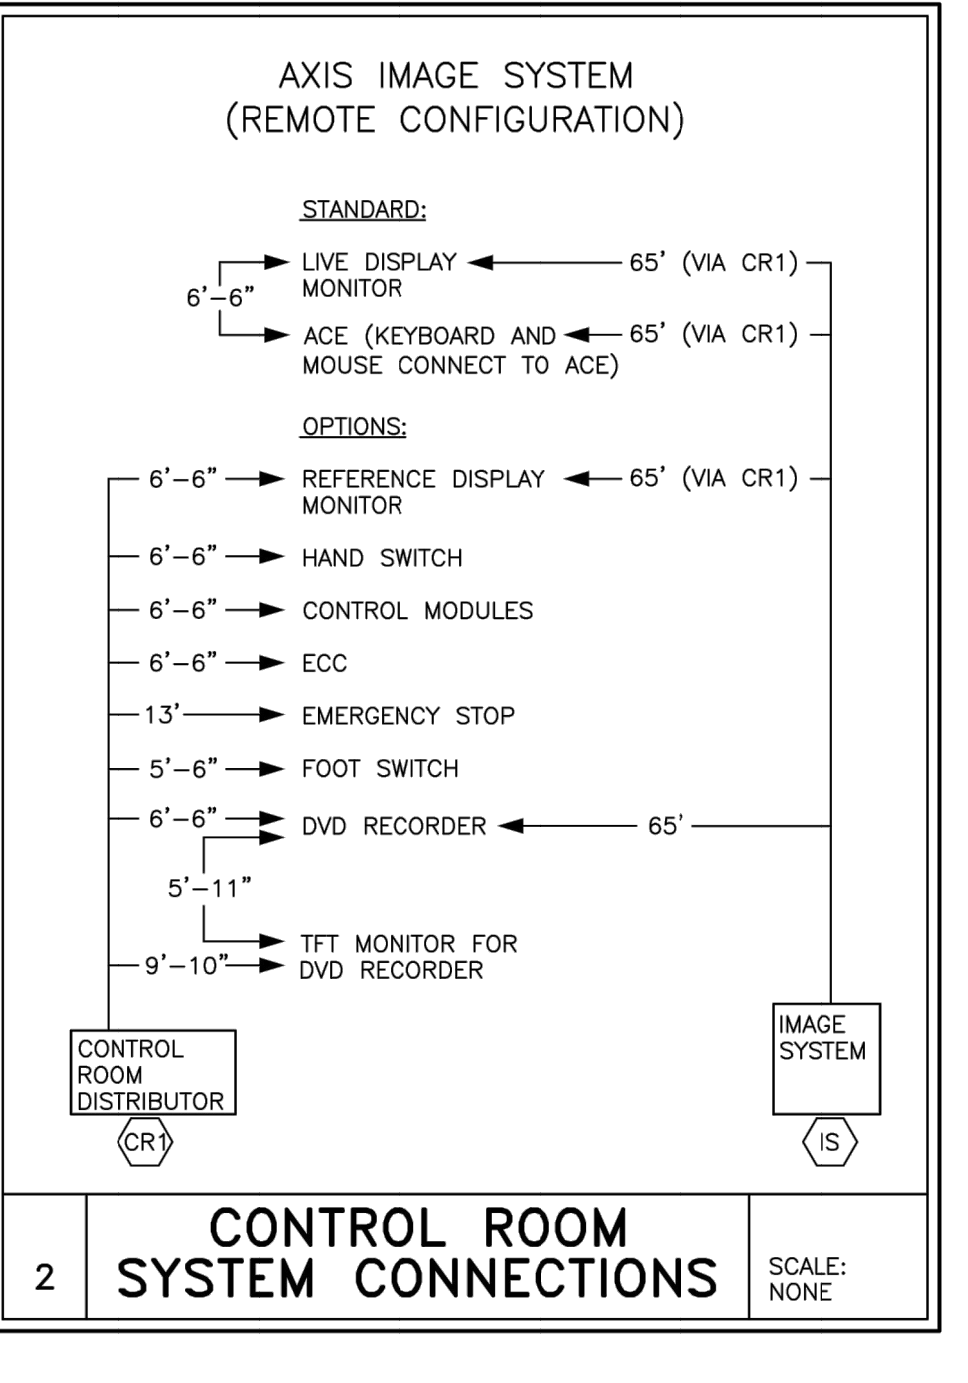 AXIS IMAGE SYSTEM
(REMOTE CONFIGURATION)
STANDARD:
LIVE DISPLAY 65' (VIA CR1)
MONITOR
6'-6"
ACE (KEYBOARD AND 65' (VIA CR1)
MOUSE CONNECT TO ACE)
OPTIONS:
6'-6" REFERENCE DISPLAY 65' (VIA CR1)
MONITOR
6'-6" HAND SWITCH
6'-6" CONTROL MODULES
6'-6" ECC
13' EMERGENCY STOP
5'-6" FOOT SWITCH
6'-6" DVD RECORDER 65'
5'-11"
TFT MONITOR FOR
9'-10" DVD RECORDER
CONTROL
ROOM
DISTRIBUTOR
CR1
IMAGE
SYSTEM
IS
2
CONTROL ROOM
SYSTEM CONNECTIONS
SCALE:
NONE